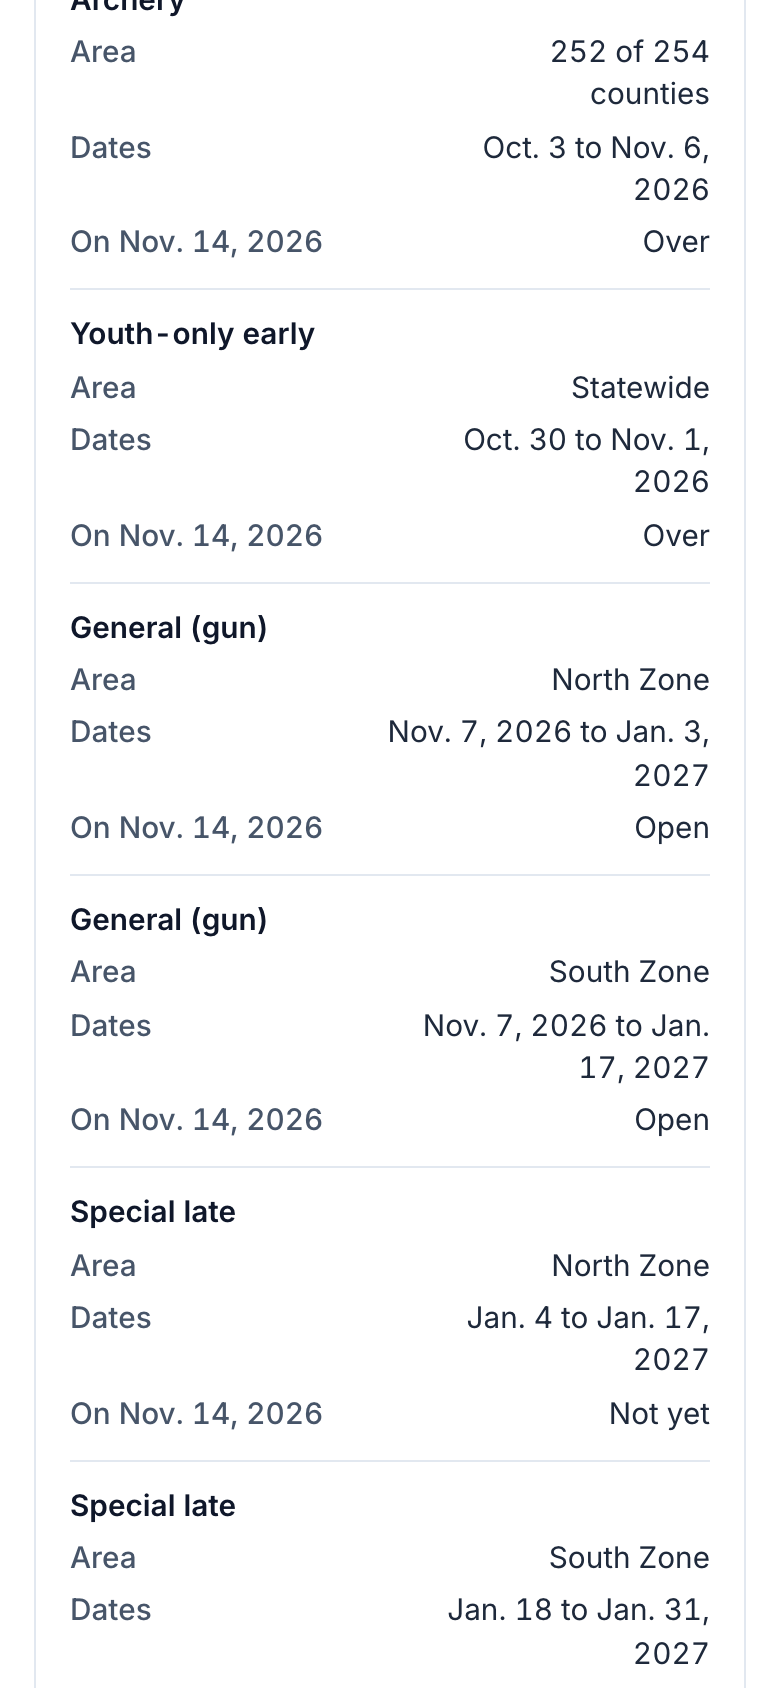 Archery
Area 252 of 254
counties
Dates Oct. 3 to Nov. 6,
2026
On Nov. 14, 2026 Over
Youth-only early
Area Statewide
Dates Oct. 30 to Nov. 1,
2026
On Nov. 14, 2026 Over
General (gun)
Area North Zone
Dates Nov. 7, 2026 to Jan. 3,
2027
On Nov. 14, 2026 Open
General (gun)
Area South Zone
Dates Nov. 7, 2026 to Jan.
17, 2027
On Nov. 14, 2026 Open
Special late
Area North Zone
Dates Jan. 4 to Jan. 17,
2027
On Nov. 14, 2026 Not yet
Special late
Area South Zone
Dates Jan. 18 to Jan. 31,
2027